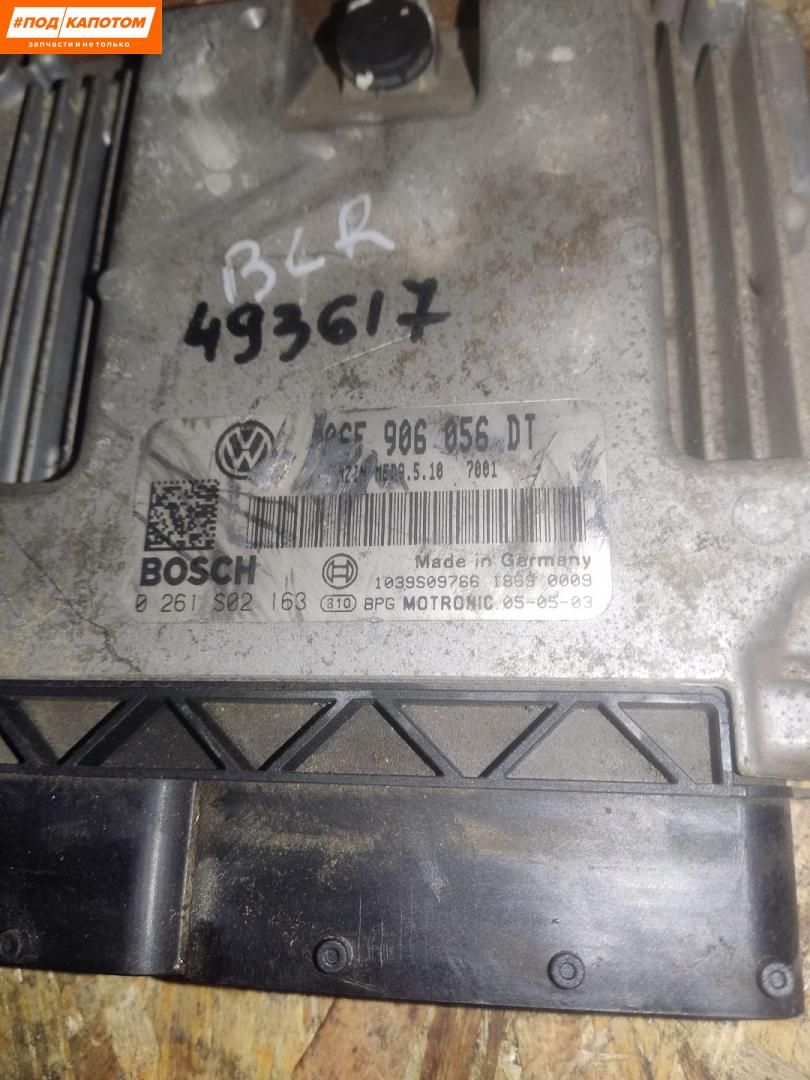 #ПОД КАПОТОМ
запчасти и не только
BLR
493617
906 056 DT
MED9.5.10 7001
BOSCH
Made in Germany
1039S09766 1869 0009
0 261 S02 163 310 BPG MOTRONIC 05-05-03